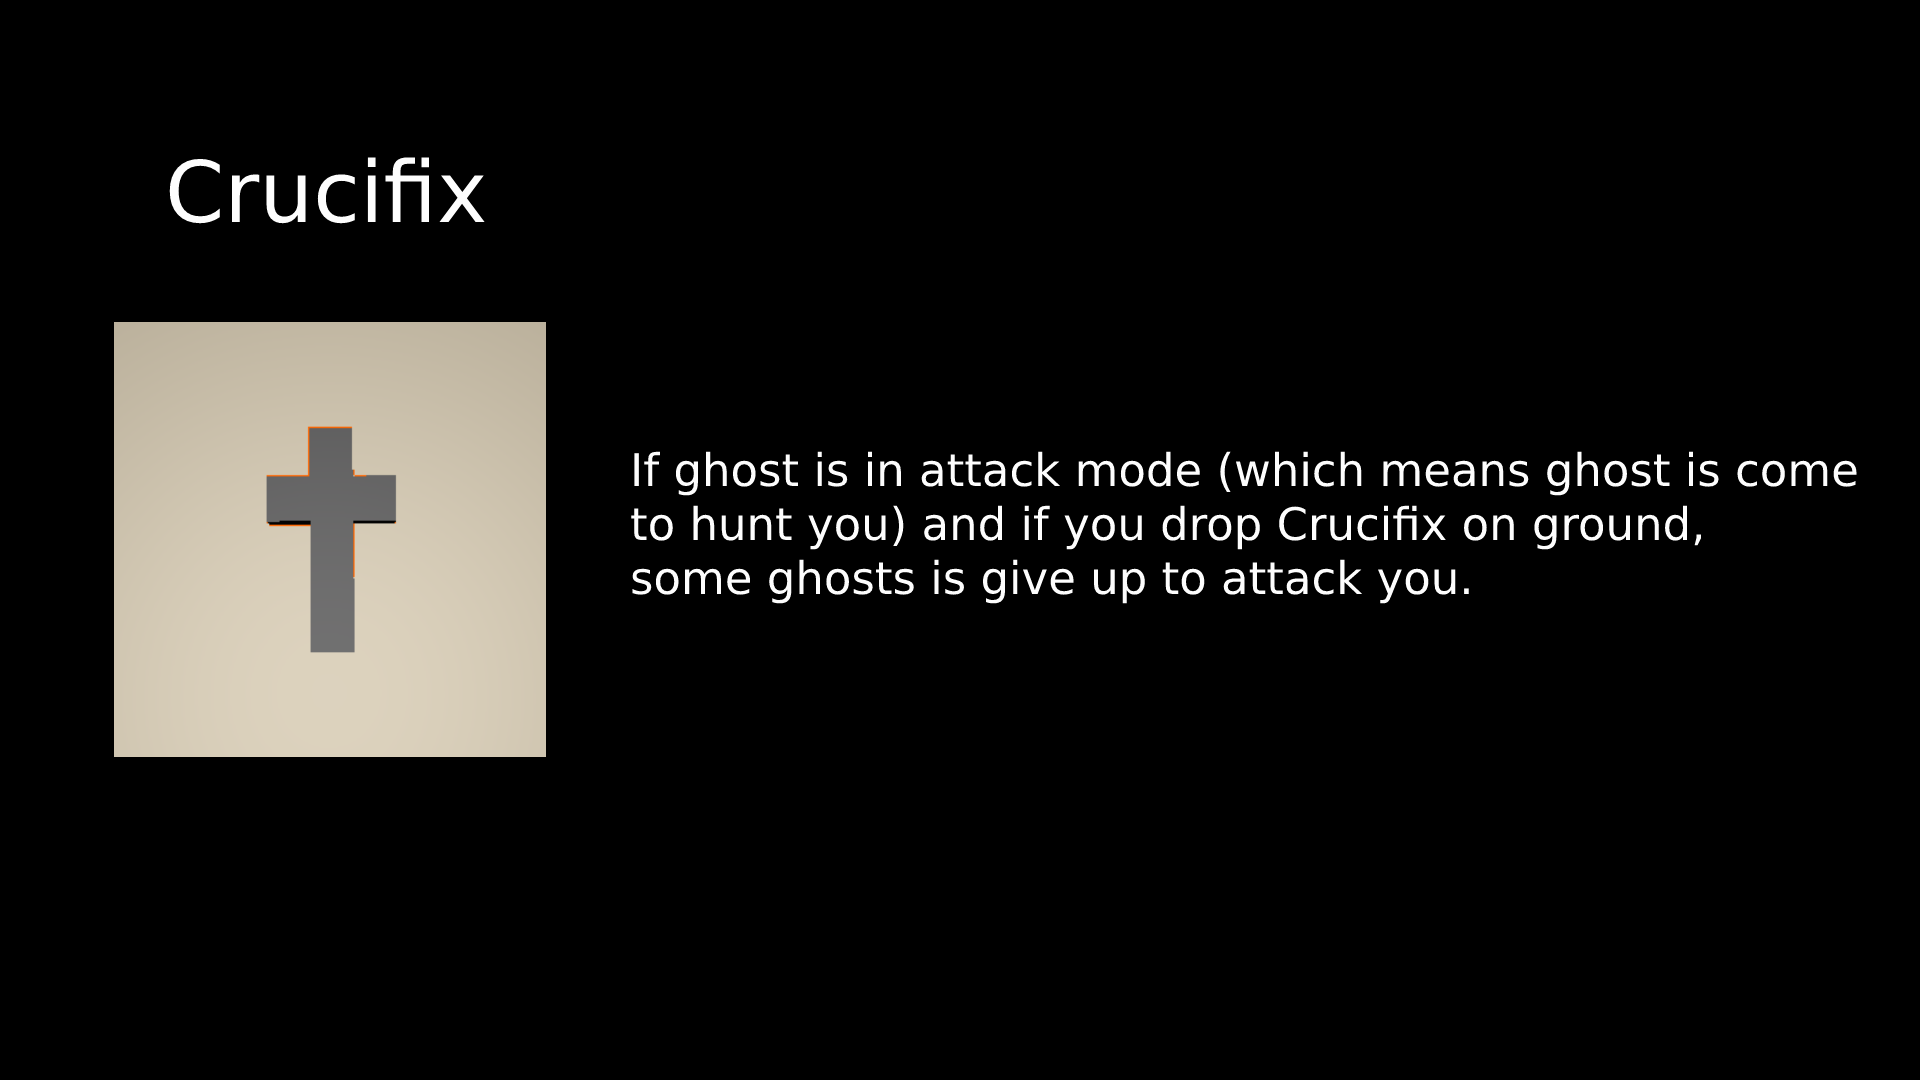 Crucifix
If ghost is in attack mode (which means ghost is come
to hunt you) and if you drop Crucifix on ground,
some ghosts is give up to attack you.